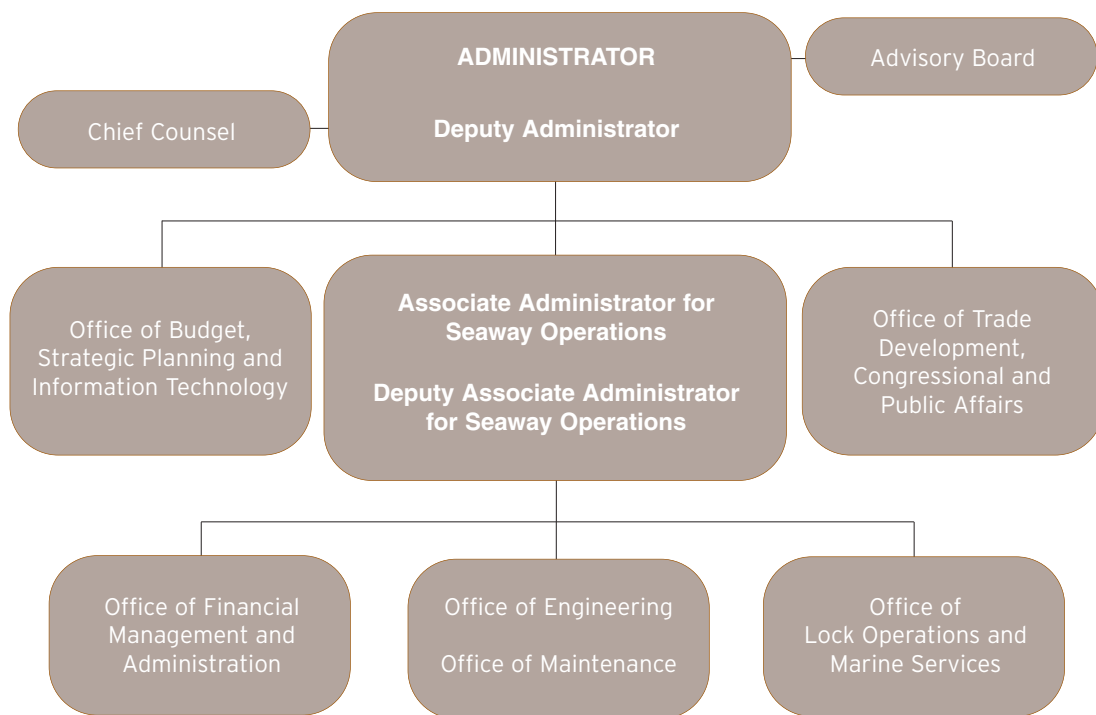 ADMINISTRATOR
Deputy Administrator
Advisory Board
Chief Counsel
Office of Budget,
Strategic Planning and
Information Technology
Associate Administrator for
Seaway Operations
Deputy Associate Administrator
for Seaway Operations
Office of Trade
Development,
Congressional and
Public Affairs
Office of Financial
Management and
Administration
Office of Engineering
Office of Maintenance
Office of
Lock Operations and
Marine Services